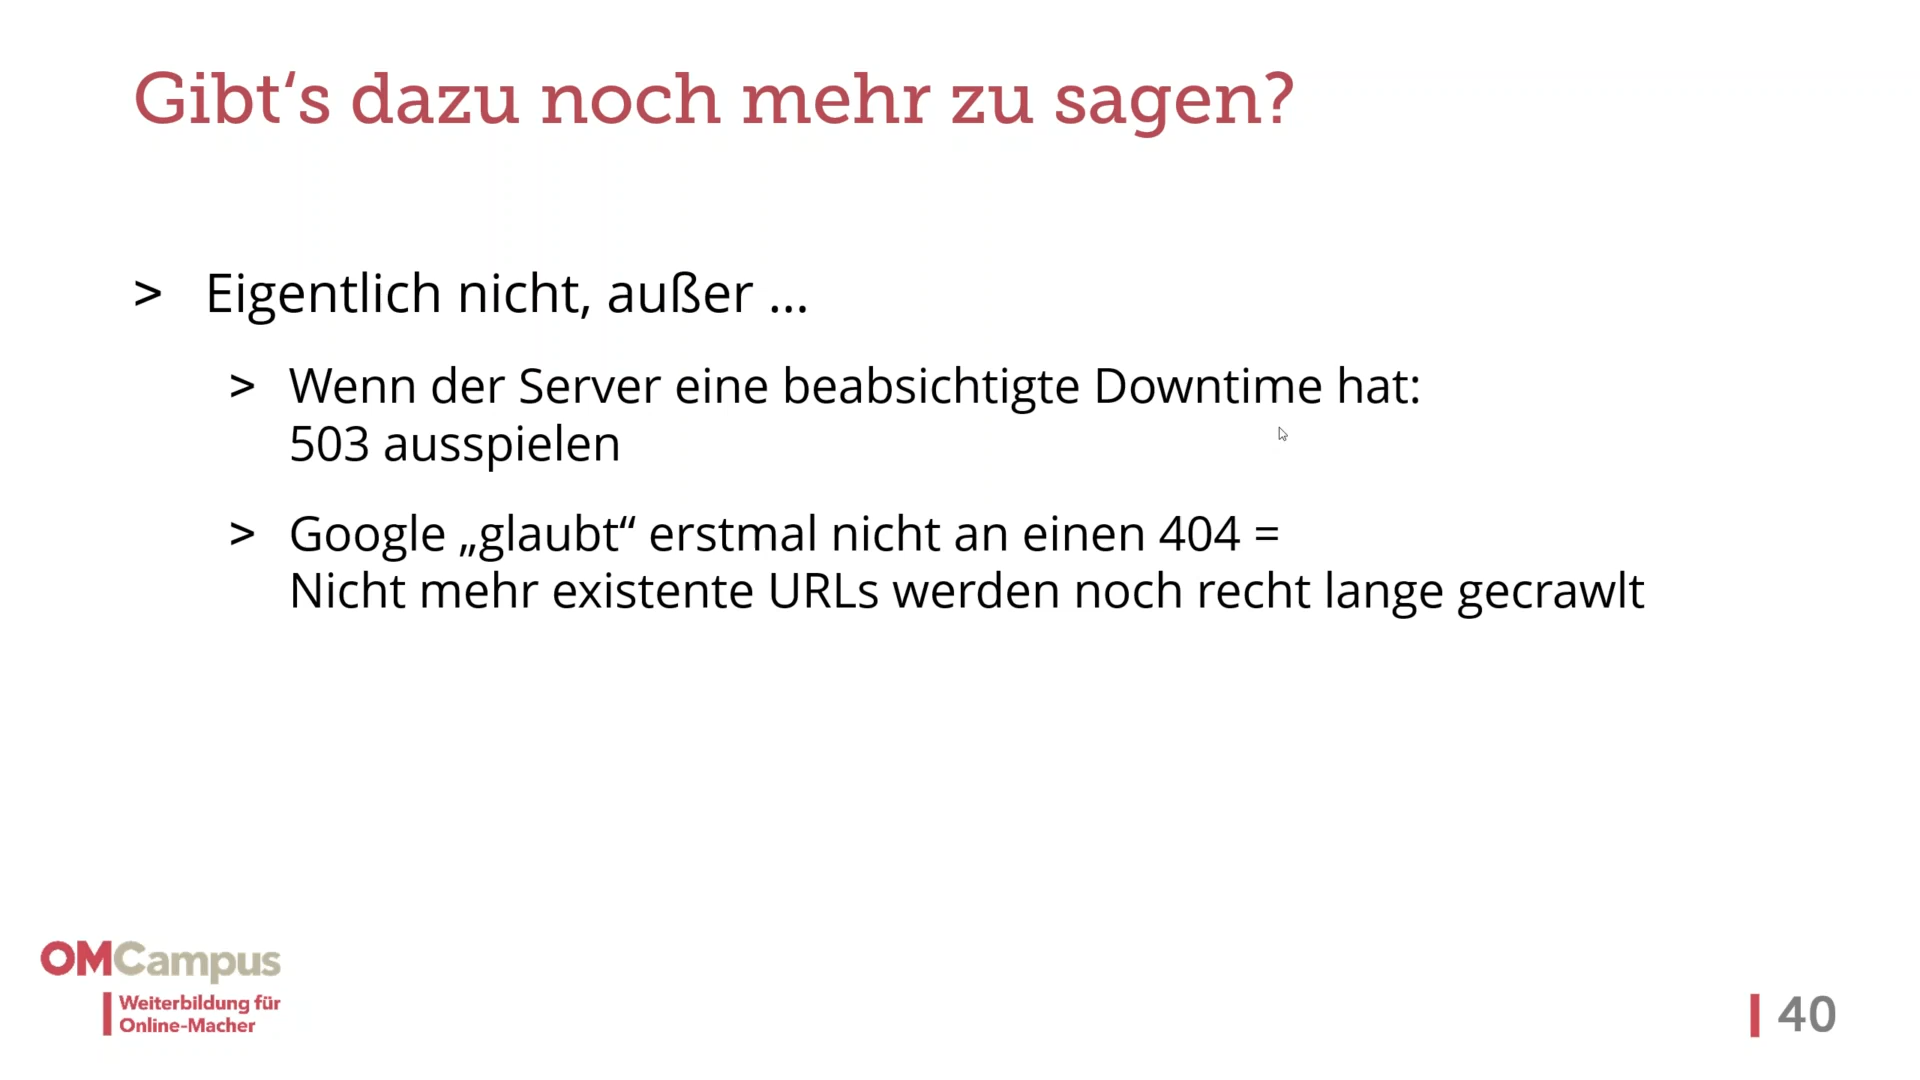 Gibt‘s dazu noch mehr zu sagen?
> Eigentlich nicht, außer ...
> Wenn der Server eine beabsichtigte Downtime hat:
503 ausspielen
> Google „glaubt“ erstmal nicht an einen 404 =
Nicht mehr existente URLs werden noch recht lange gecrawlt
OMCampus
Weiterbildung für
Online-Macher
40